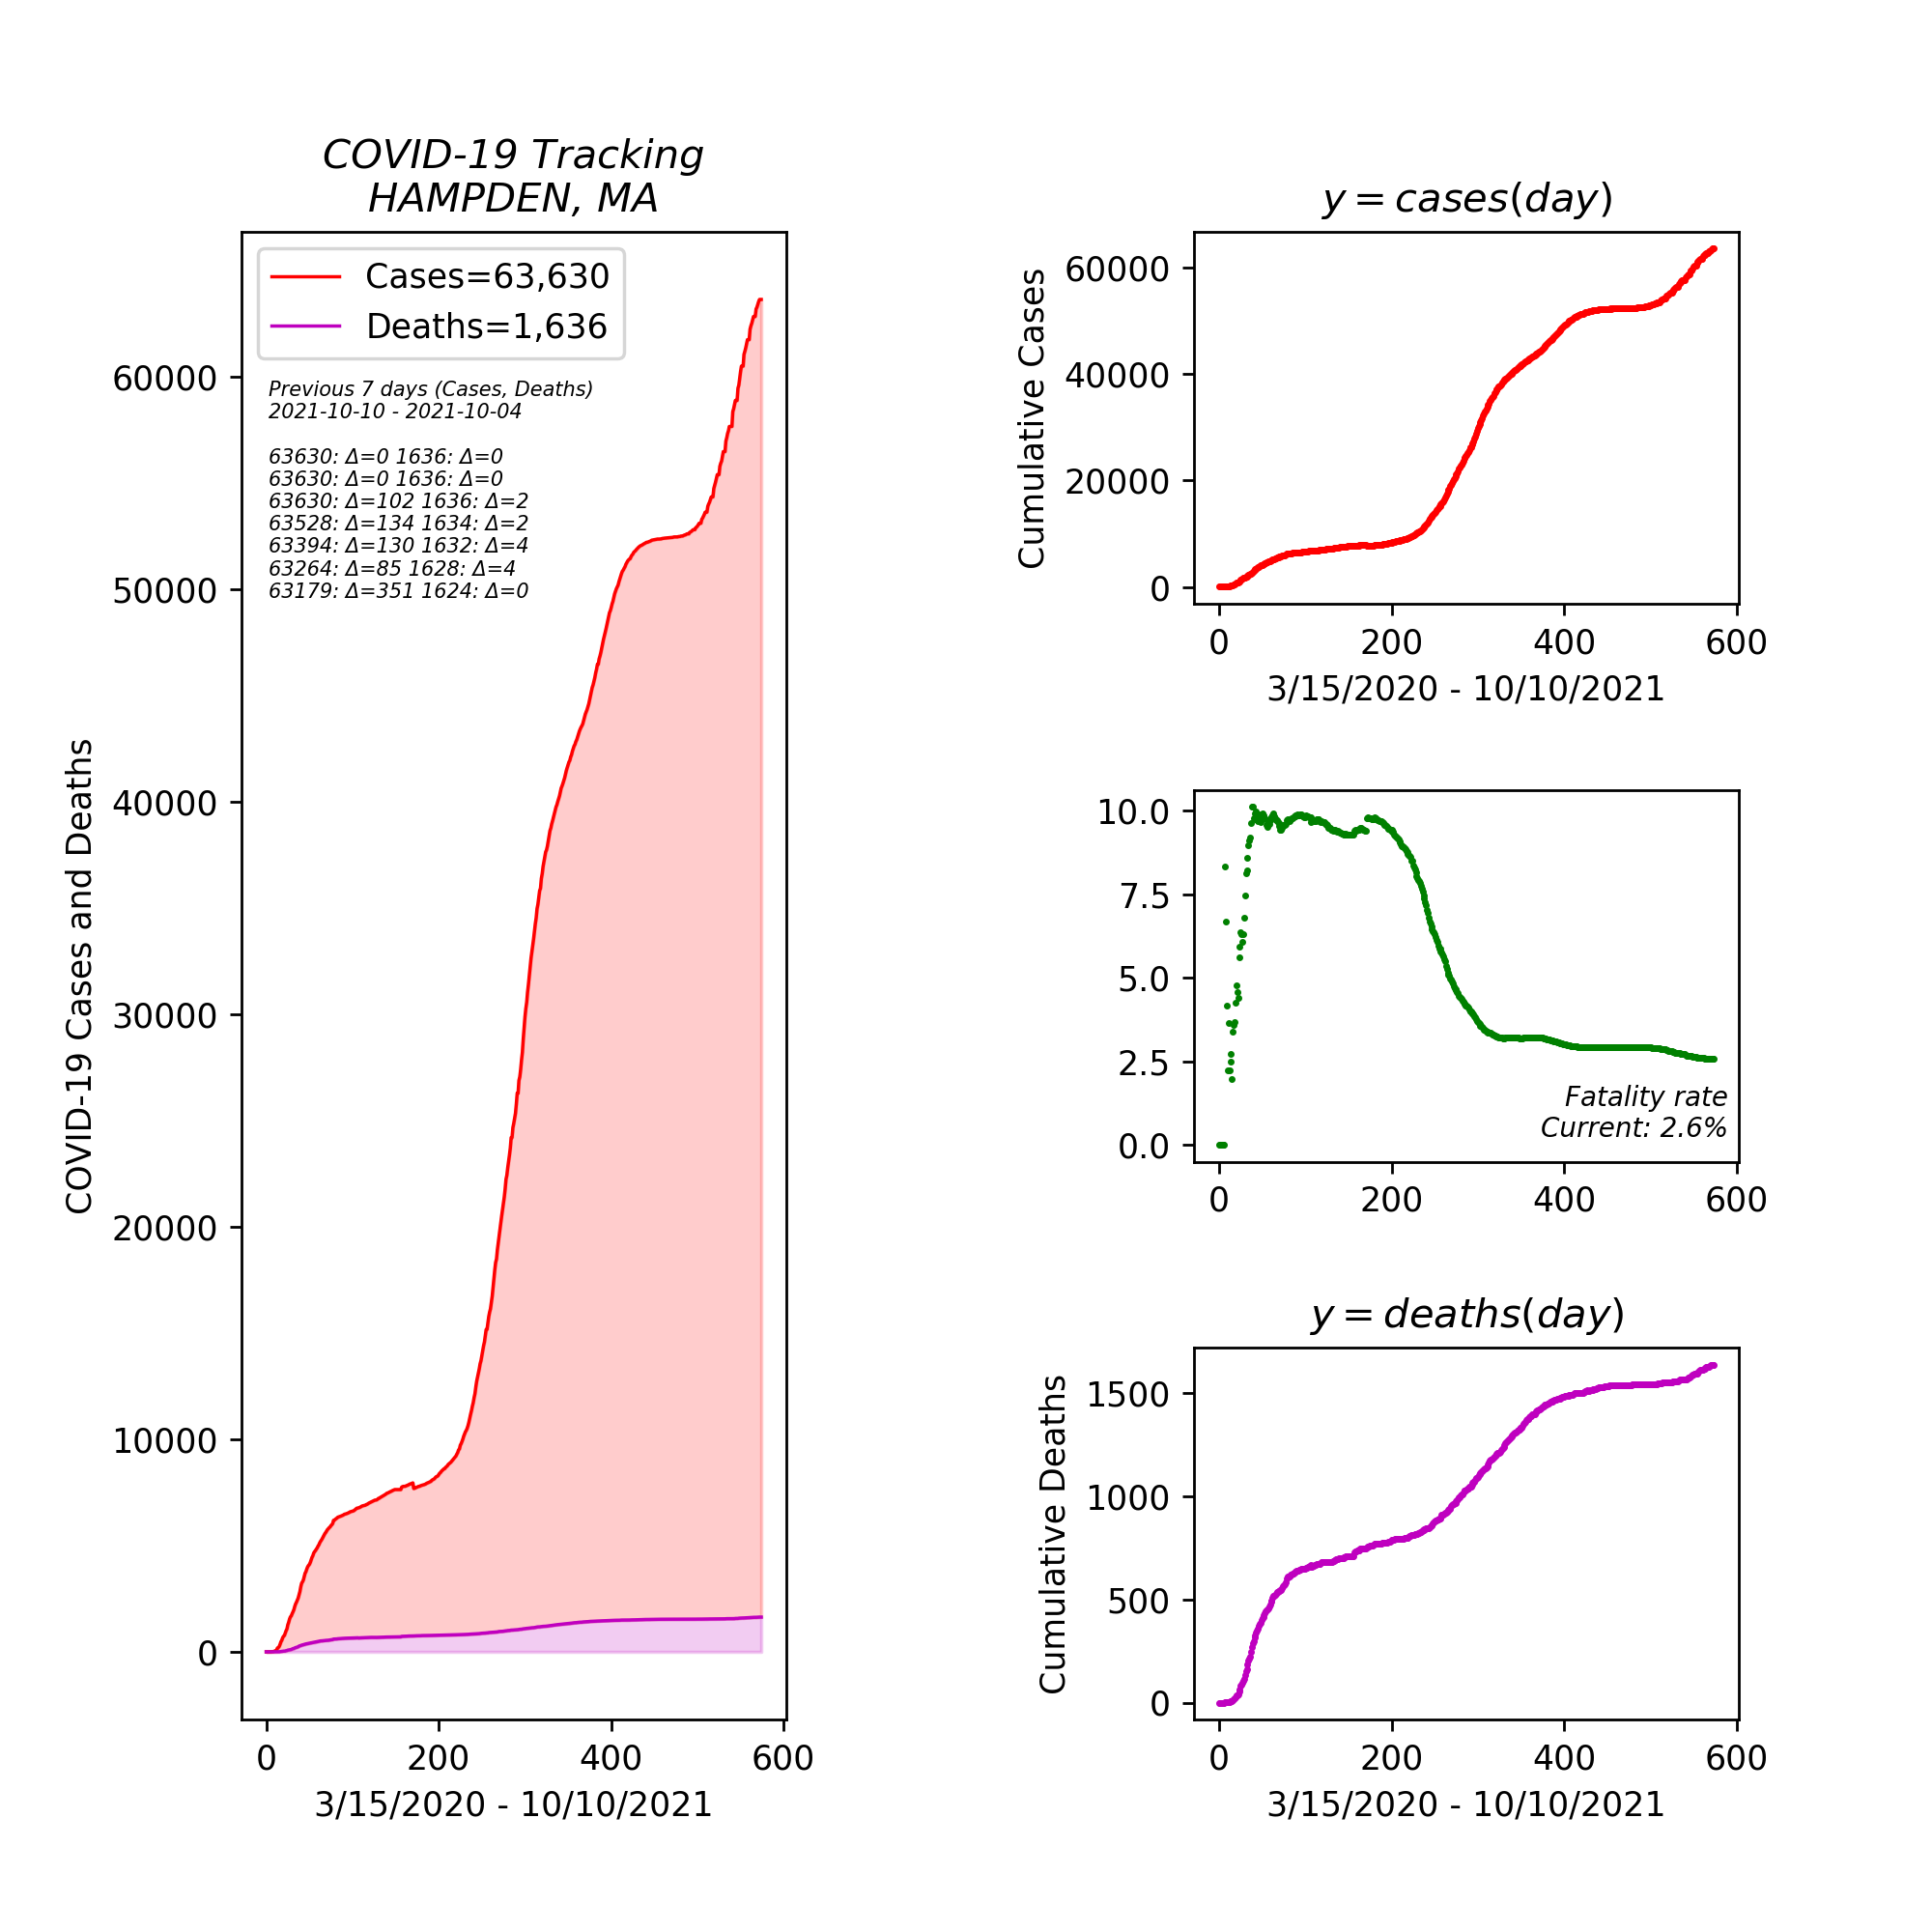 COVID-19 Tracking
HAMPDEN, MA
COVID-19 Cases and Deaths
Cases=63,630
Deaths=1,636
Previous 7 days (Cases, Deaths)
2021-10-10 - 2021-10-04
63630: Δ=0 1636: Δ=0
63630: Δ=0 1636: Δ=0
63630: Δ=102 1636: Δ=2
63528: Δ=134 1634: Δ=2
63394: Δ=130 1632: Δ=4
63264: Δ=85 1628: Δ=4
63179: Δ=351 1624: Δ=0
60000
50000
40000
30000
20000
10000
0
0 200 400 600
3/15/2020 - 10/10/2021
y = cases(day)
Cumulative Cases
60000
40000
20000
0
0 200 400 600
3/15/2020 - 10/10/2021
10.0
7.5
5.0
2.5
0.0
Fatality rate
Current: 2.6%
0 200 400 600
y = deaths(day)
Cumulative Deaths
1500
1000
500
0
0 200 400 600
3/15/2020 - 10/10/2021